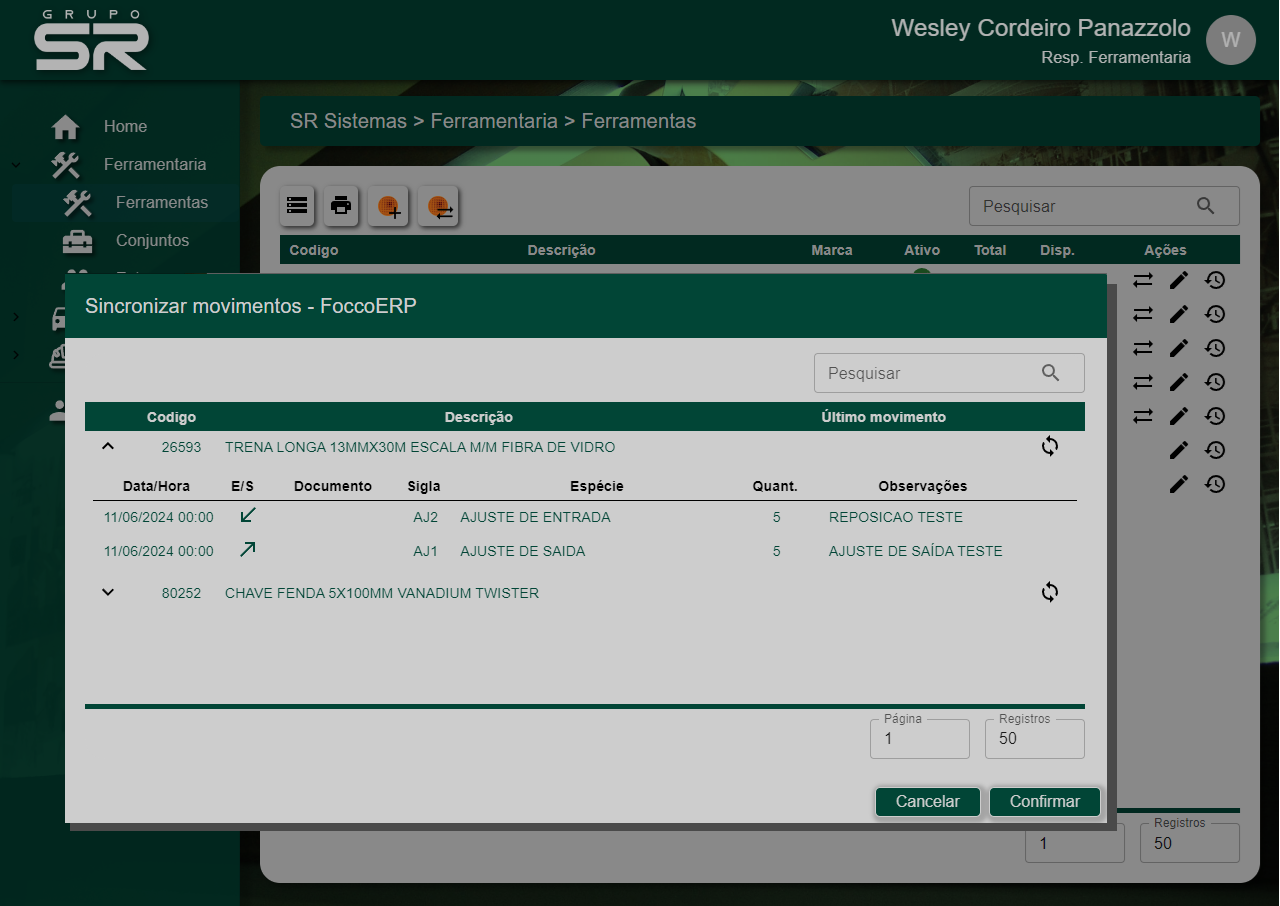 GRUPO
SR
Wesley Cordeiro Panazzolo
Resp. Ferramentaria
W
Home
Ferramentaria
Ferramentas
Conjuntos
SR Sistemas > Ferramentaria > Ferramentas
Pesquisar
Codigo Descrição Marca Ativo Total Disp. Ações
Sincronizar movimentos - FoccoERP
Pesquisar
Codigo Descrição Último movimento
26593 TRENA LONGA 13MMX30M ESCALA M/M FIBRA DE VIDRO
Data/Hora E/S Documento Sigla Espécie Quant. Observações
11/06/2024 00:00 AJ2 AJUSTE DE ENTRADA 5 REPOSICAO TESTE
11/06/2024 00:00 AJ1 AJUSTE DE SAIDA 5 AJUSTE DE SAÍDA TESTE
80252 CHAVE FENDA 5X100MM VANADIUM TWISTER
Página Registros
1 50
Cancelar Confirmar
Registros
1 50